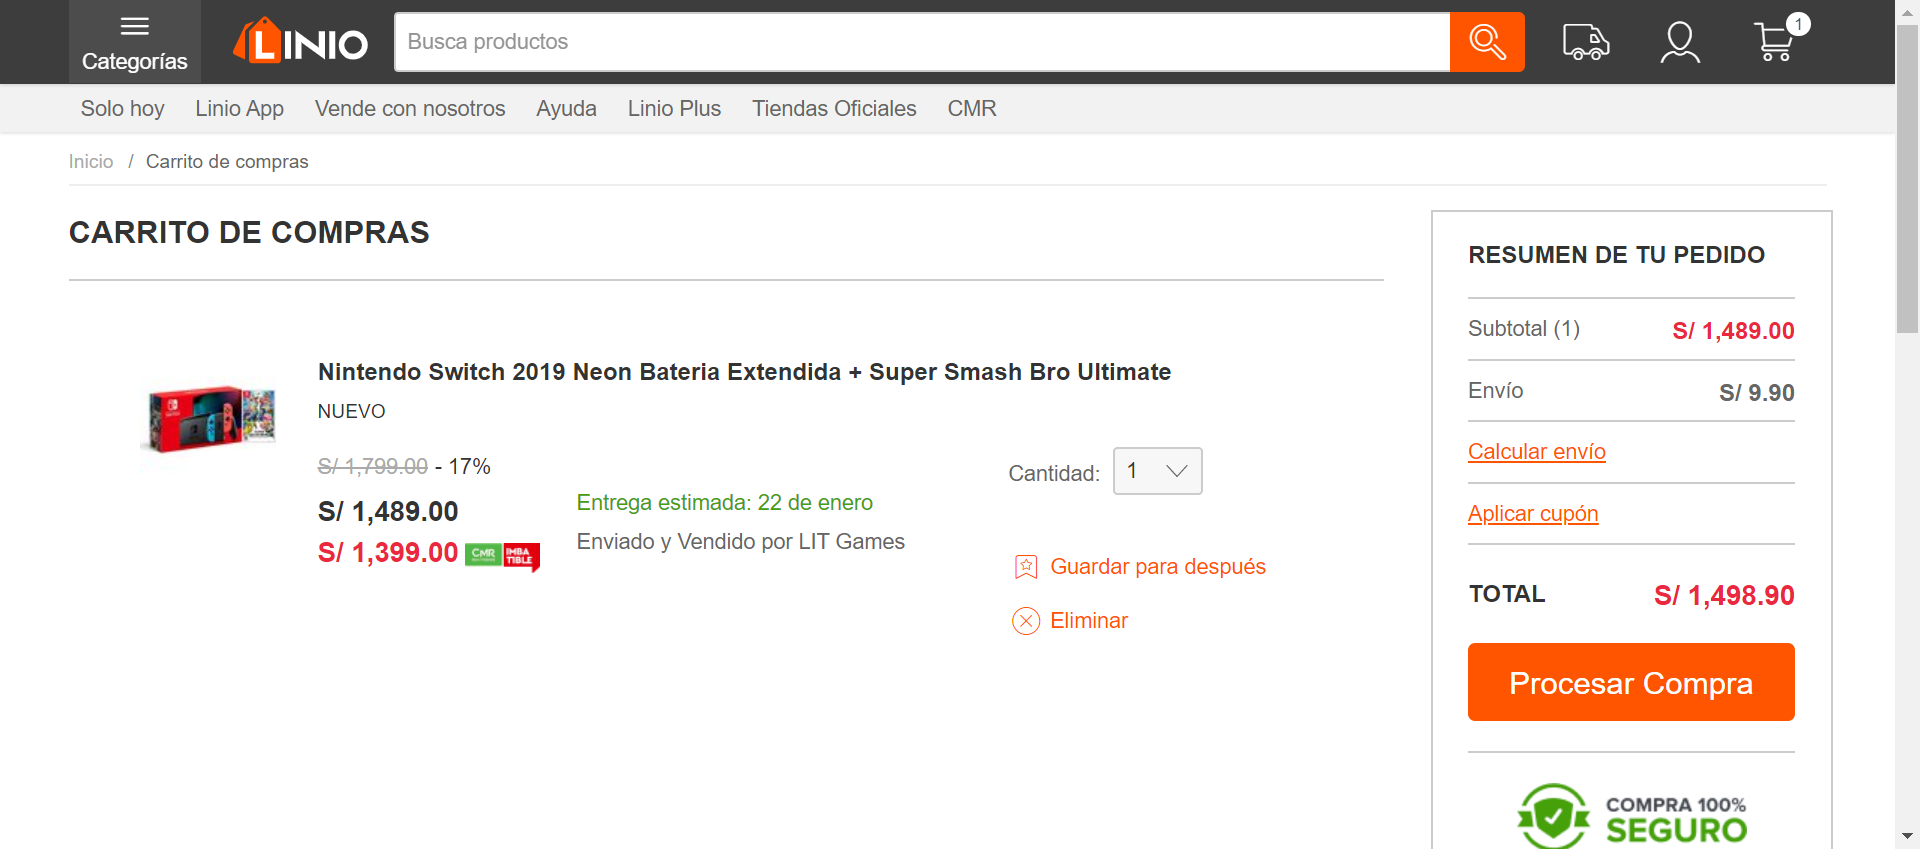 Categorías
LINIO
Busca productos
1
Solo hoy
Linio App
Vende con nosotros
Ayuda
Linio Plus
Tiendas Oficiales
CMR
Inicio / Carrito de compras
CARRITO DE COMPRAS
Nintendo Switch 2019 Neon Bateria Extendida + Super Smash Bro Ultimate
NUEVO
S/ 1,799.00 - 17%
S/ 1,489.00
S/ 1,399.00
CMR
IMBA
TIBLE
Entrega estimada: 22 de enero
Enviado y Vendido por LIT Games
Cantidad: 1
Guardar para después
Eliminar
RESUMEN DE TU PEDIDO
Subtotal (1) S/ 1,489.00
Envío S/ 9.90
Calcular envío
Aplicar cupón
TOTAL S/ 1,498.90
Procesar Compra
COMPRA 100%
SEGURO